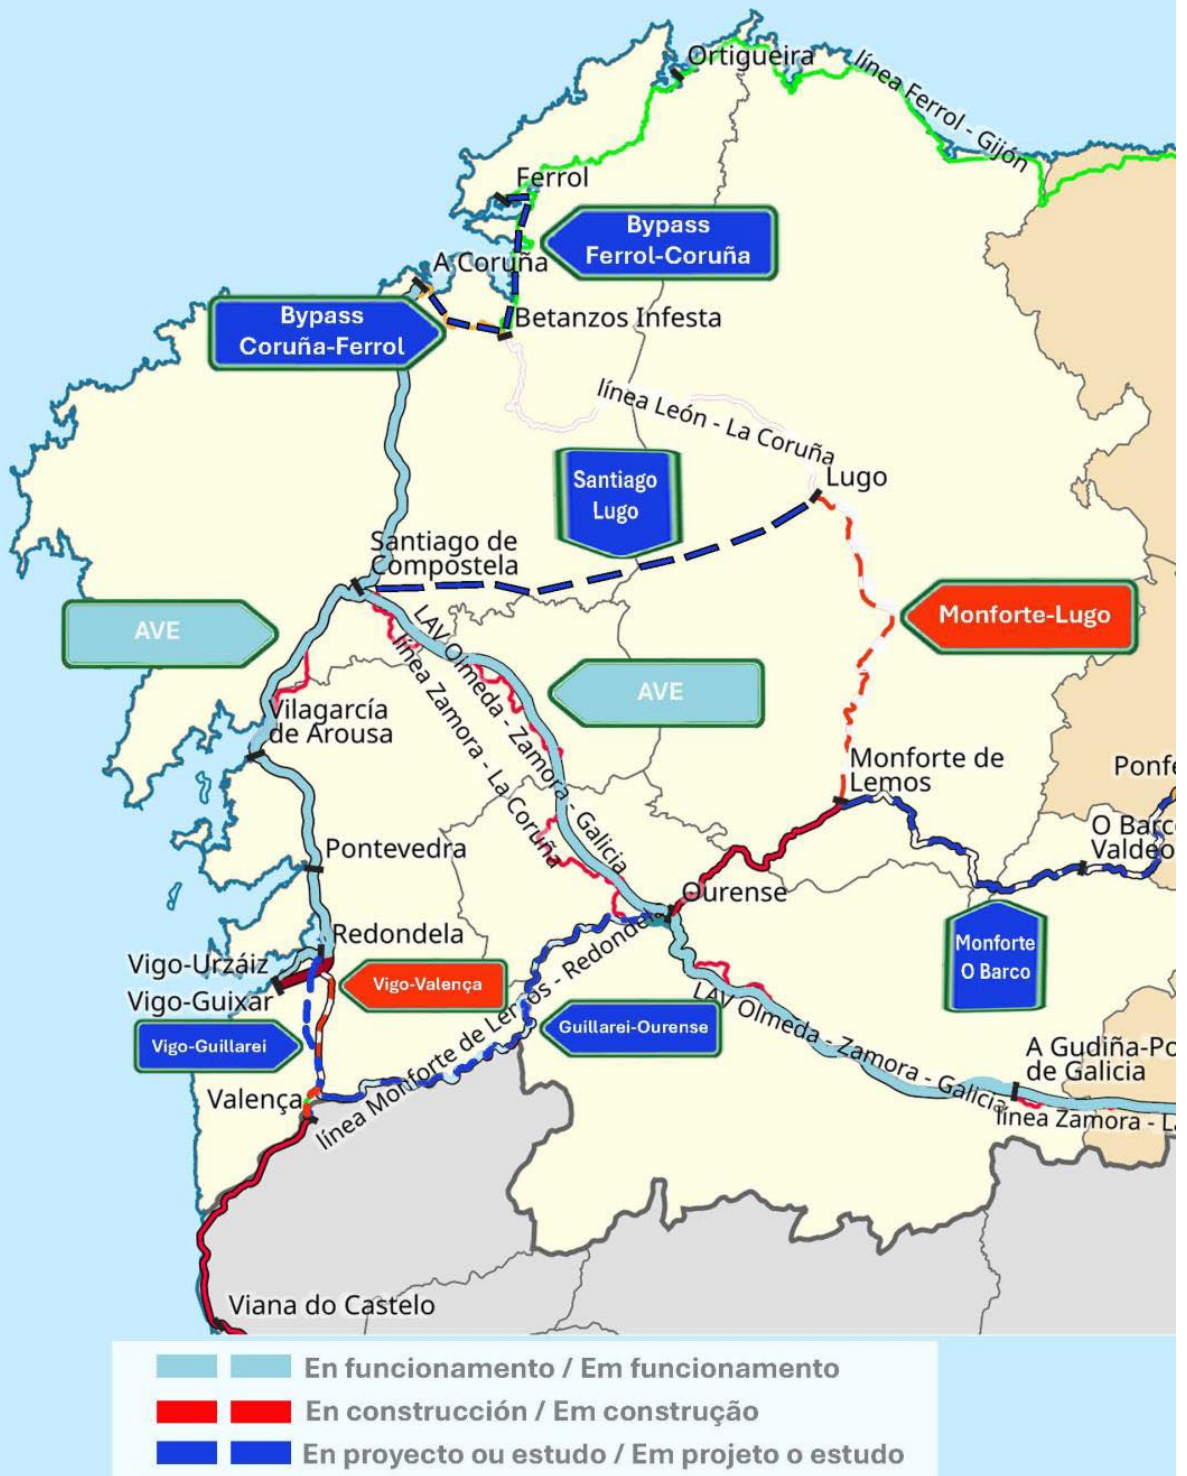 Ortigueira
línea Ferrol - Gijón
Ferrol
Bypass
Ferrol-Coruña
A Coruña
Bypass
Coruña-Ferrol
Betanzos Infesta
línea León - La Coruña
Santiago
Lugo
Lugo
Santiago de
Compostela
AVE
LAV Olmeda - Zamora - Galicia
línea Zamora - La Coruña
AVE
Monforte-Lugo
Vilagarcía
de Arousa
Monforte de
Lemos
Ponfe
O Barco
Valdeo
Pontevedra
Ourense
Redondela
Vigo-Urzáiz
Vigo-Guixar
Vigo-Valença
Monforte
O Barco
Vigo-Guillarei
Guillarei-Ourense
línea Monforte de Lemos - Redondela
LAV Olmeda - Zamora - Galicia
A Gudiña-Po
de Galicia
línea Zamora - La
Valença
Viana do Castelo
En funcionamento / Em funcionamento
En construcción / Em construção
En proyecto ou estudo / Em projeto o estudo